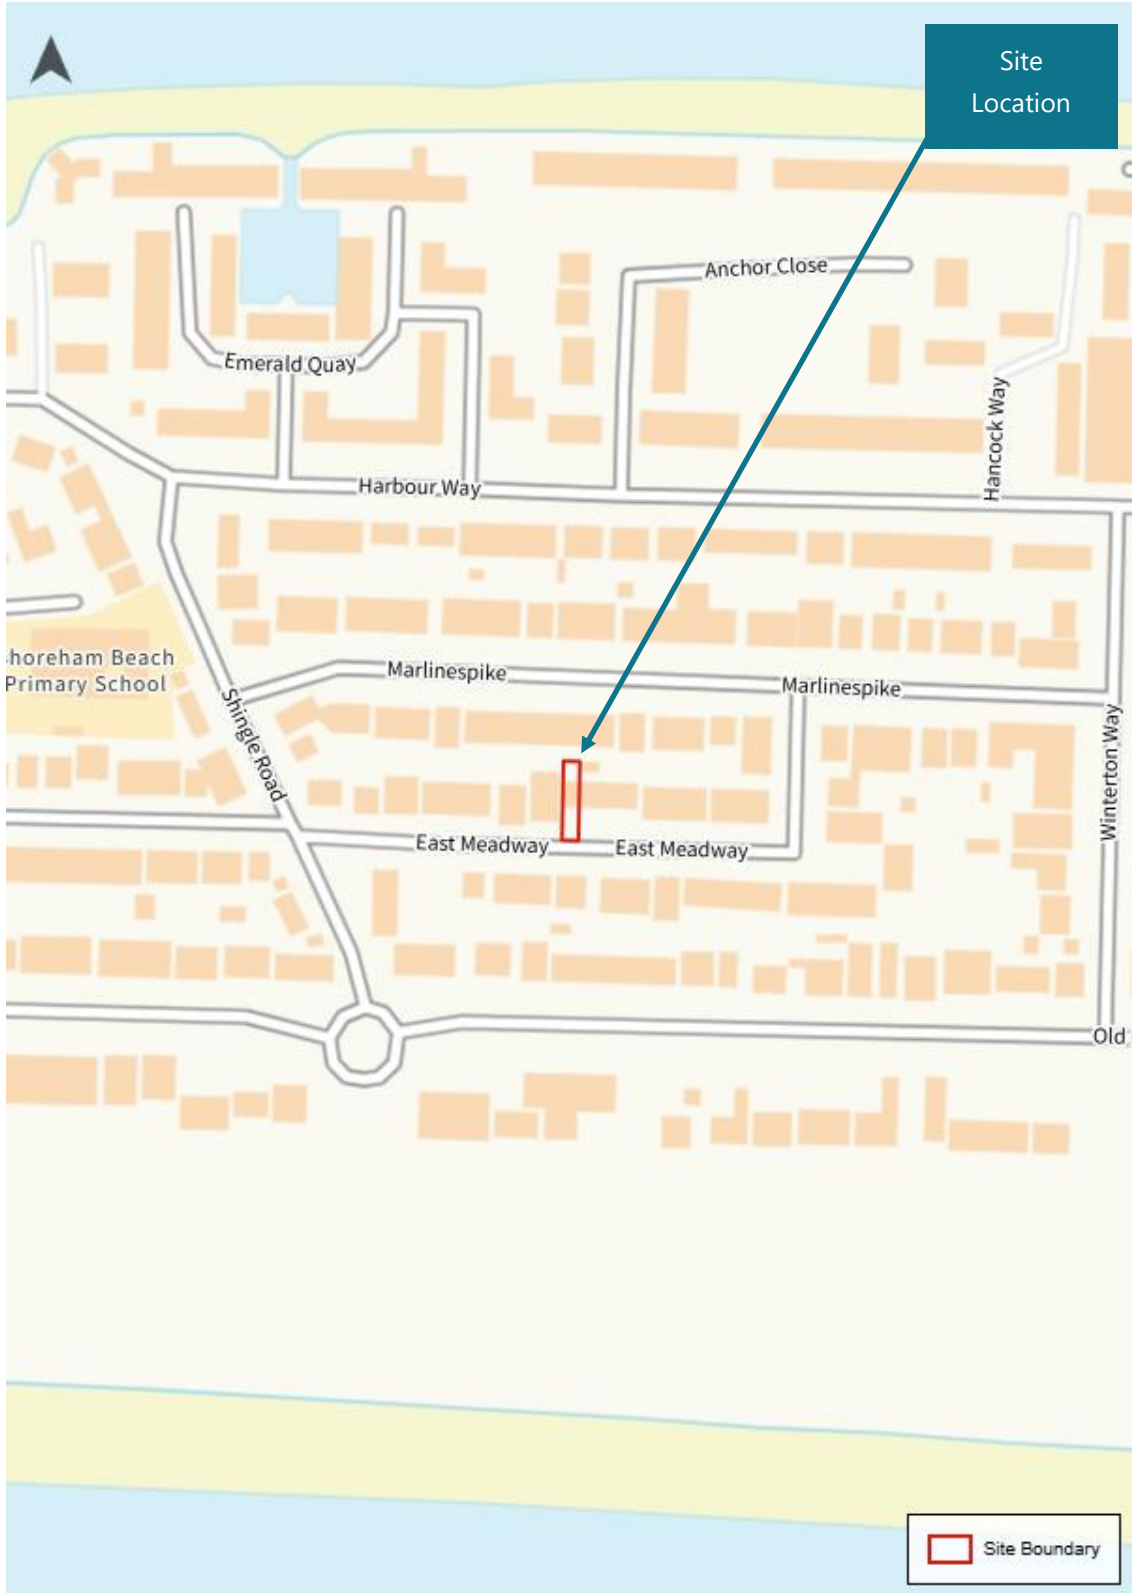 Site
Location
Anchor Close
Emerald Quay
Hancock Way
Harbour Way
horeham Beach
Primary School
Marlinespike
Marlinespike
Shingle Road
Winterton Way
East Meadway
East Meadway
Old
Site Boundary